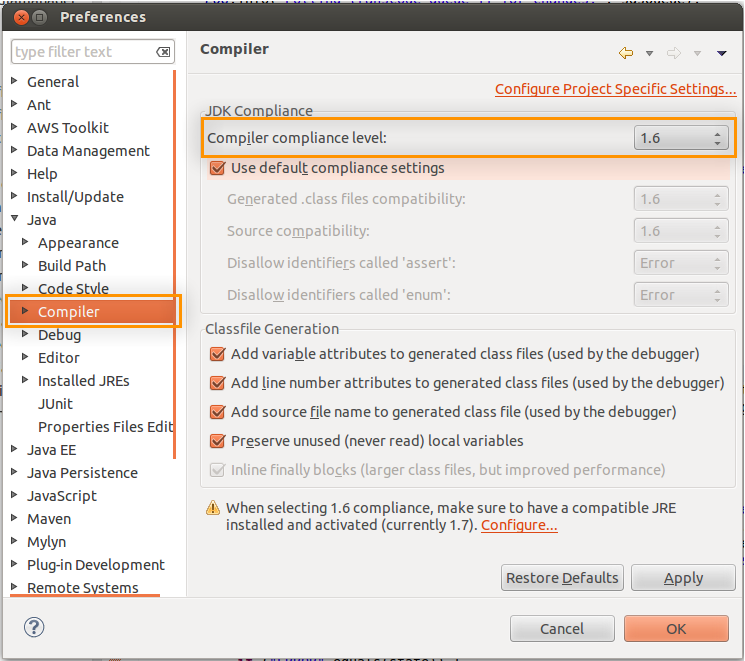 Preferences
type filter text
General
Ant
AWS Toolkit
Data Management
Help
Install/Update
Java
Appearance
Build Path
Code Style
Compiler
Debug
Editor
Installed JREs
JUnit
Properties Files Edit
Java EE
Java Persistence
JavaScript
Maven
Mylyn
Plug-in Development
Remote Systems
Compiler
Configure Project Specific Settings...
JDK Compliance
Compiler compliance level: 1.6
Use default compliance settings
Generated .class files compatibility: 1.6
Source compatibility: 1.6
Disallow identifiers called 'assert': Error
Disallow identifiers called 'enum': Error
Classfile Generation
Add variable attributes to generated class files (used by the debugger)
Add line number attributes to generated class files (used by the debugger)
Add source file name to generated class file (used by the debugger)
Preserve unused (never read) local variables
Inline finally blocks (larger class files, but improved performance)
When selecting 1.6 compliance, make sure to have a compatible JRE
installed and activated (currently 1.7). Configure...
Restore Defaults Apply
Cancel OK